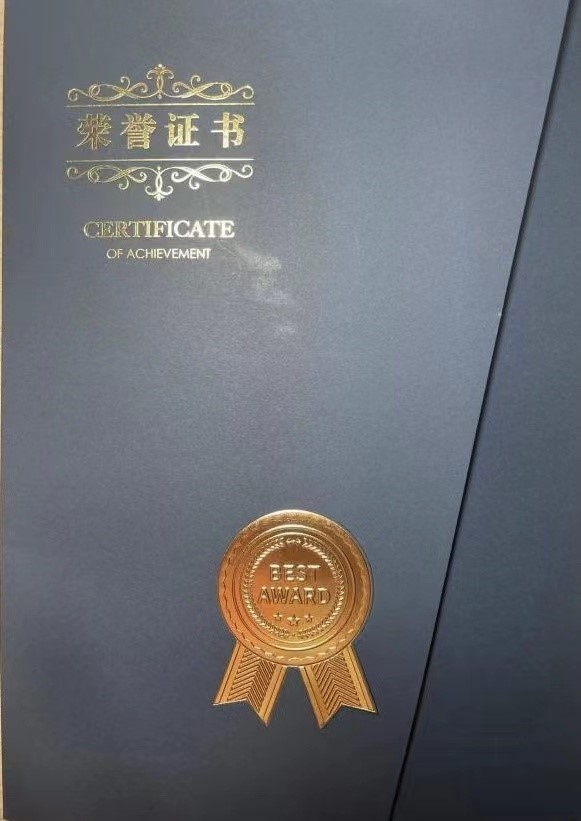 荣誉证书
CERTIFICATE
OF ACHIEVEMENT
BEST
AWARD